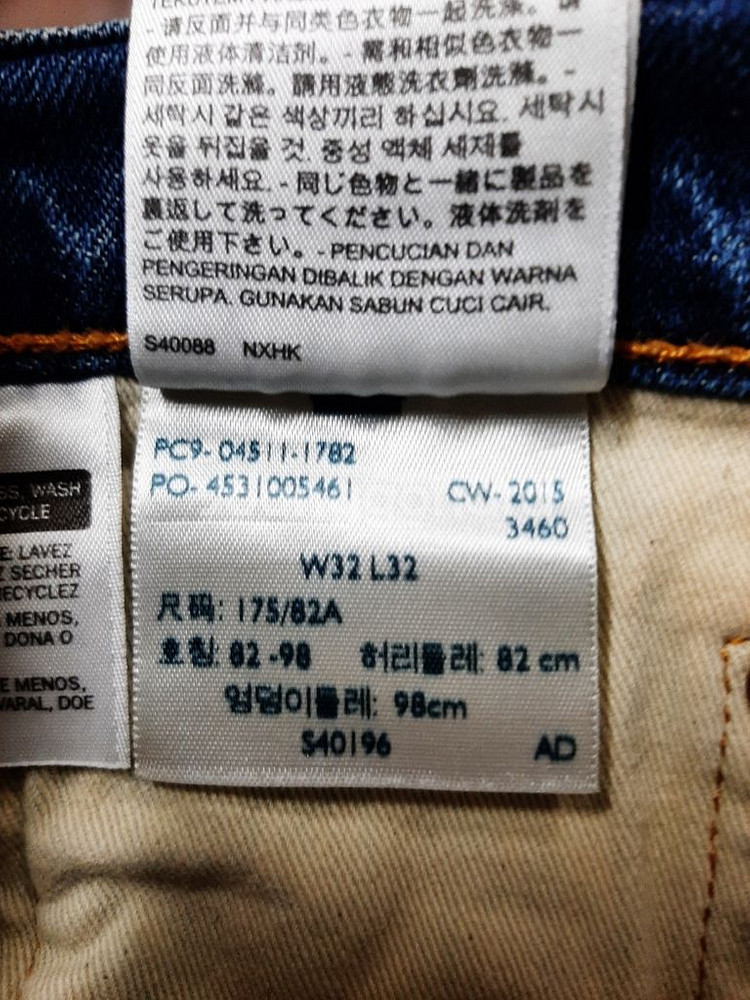 - 请反面并与同类色衣物一起洗涤。请
使用液体清洁剂。- 需和相似色衣物一
同反面洗滌。請用液態洗衣劑洗滌。-
세탁시 같은 색상끼리 하십시요. 세탁시
옷을 뒤집을 것. 중성 액체 세제를
사용하세요. - 同じ色物と一緒に製品を
裏返して洗ってください。液体洗剤を
ご使用下さい。- PENCUCIAN DAN
PENGERINGAN DIBALIK DENGAN WARNA
SERUPA. GUNAKAN SABUN CUCI CAIR.
S40088 NXHK
PC9- 04511-1782
PO- 4531005461 CW- 2015
3460
W32 L32
尺码: 175/82A
호칭: 82 -98 허리둘레: 82 cm
엉덩이둘레: 98cm
S40196 AD
SS, WASH
CYCLE
E: LAVEZ
Z SECHER
RECYCLEZ
MENOS,
DONA O
E MENOS,
VARAL, DOE